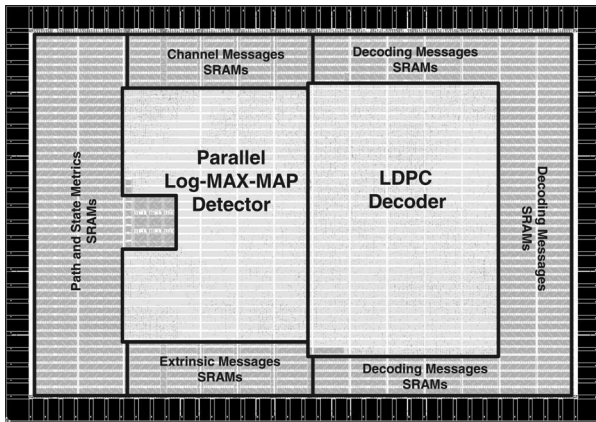 Channel Messages
SRAMs
Decoding Messages
SRAMs
Path and State Metrics
SRAMs
Parallel
Log-MAX-MAP
Detector
LDPC
Decoder
Decoding Messages
SRAMs
Extrinsic Messages
SRAMs
Decoding Messages
SRAMs